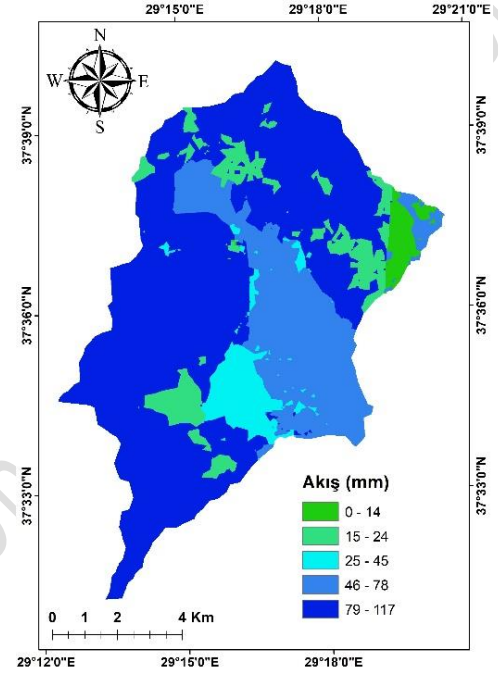 29°15'0"E 29°18'0"E 29°21'0"E
N
W E
S
37°39'0"N 37°39'0"N
37°36'0"N 37°36'0"N
37°33'0"N 37°33'0"N
Akış (mm)
0 - 14
15 - 24
25 - 45
46 - 78
79 - 117
0 1 2 4 Km
29°12'0"E 29°15'0"E 29°18'0"E